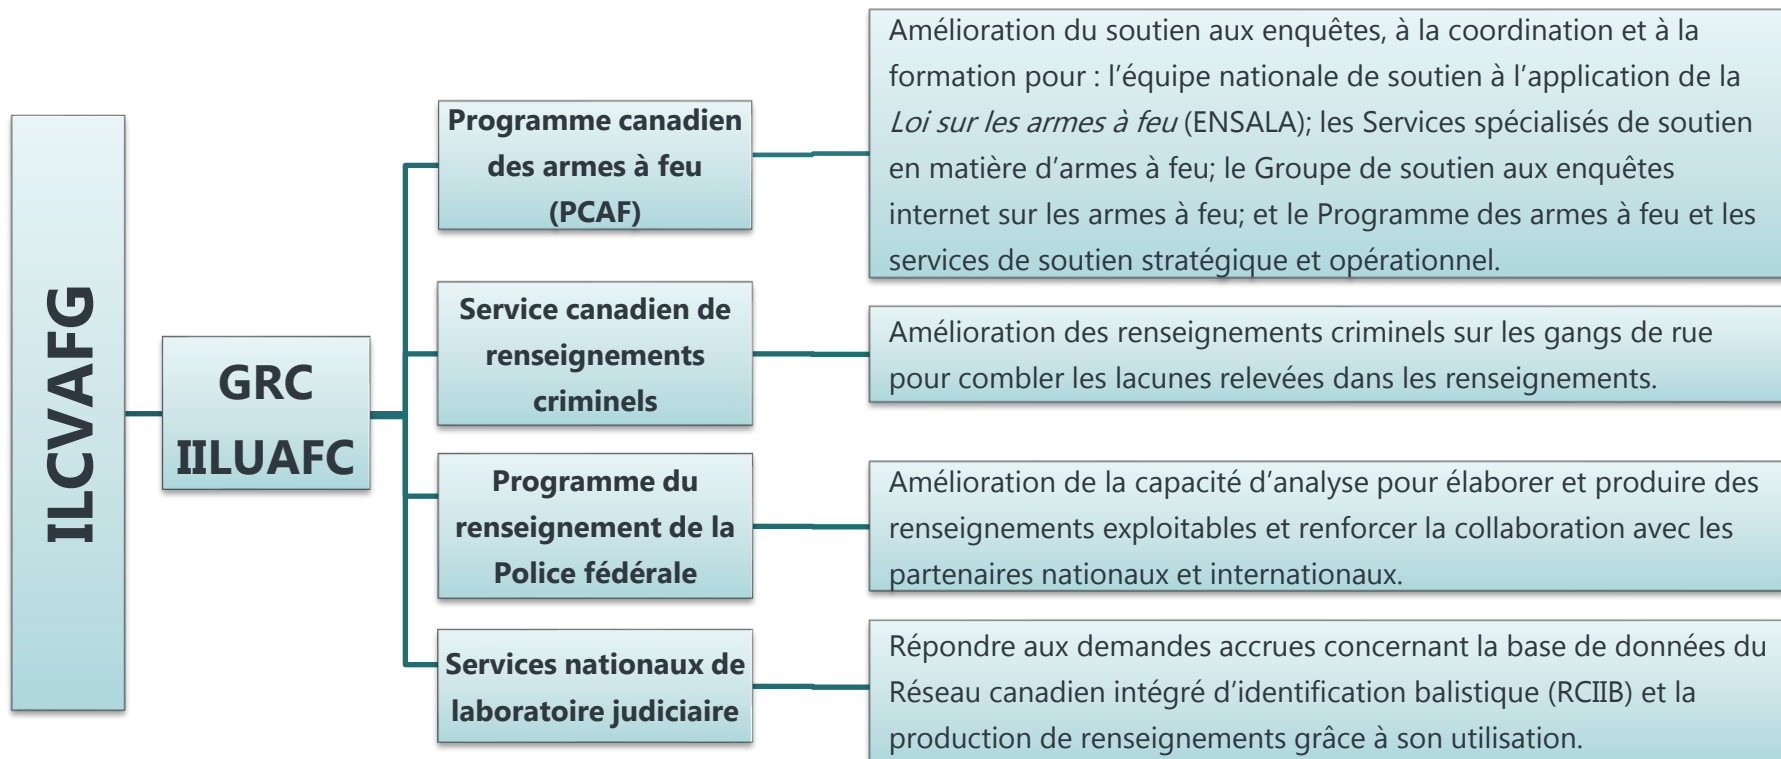 ILCVAFG
GRC
IILUAFC
Programme canadien
des armes à feu
(PCAF)
Amélioration du soutien aux enquêtes, à la coordination et à la
formation pour : l’équipe nationale de soutien à l’application de la
Loi sur les armes à feu (ENSALA); les Services spécialisés de soutien
en matière d’armes à feu; le Groupe de soutien aux enquêtes
internet sur les armes à feu; et le Programme des armes à feu et les
services de soutien stratégique et opérationnel.
Service canadien de
renseignements
criminels
Amélioration des renseignements criminels sur les gangs de rue
pour combler les lacunes relevées dans les renseignements.
Programme du
renseignement de la
Police fédérale
Amélioration de la capacité d’analyse pour élaborer et produire des
renseignements exploitables et renforcer la collaboration avec les
partenaires nationaux et internationaux.
Services nationaux de
laboratoire judiciaire
Répondre aux demandes accrues concernant la base de données du
Réseau canadien intégré d’identification balistique (RCIIB) et la
production de renseignements grâce à son utilisation.